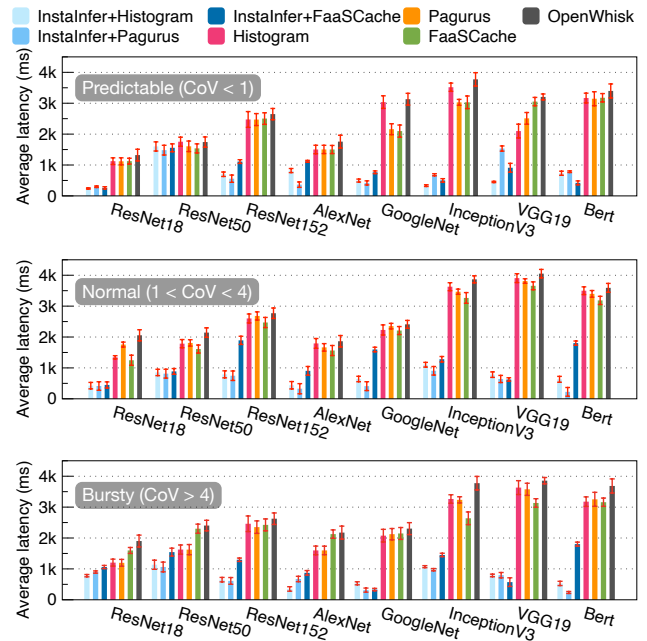 InstaInfer+Histogram InstaInfer+FaaSCache Pagurus OpenWhisk
InstaInfer+Pagurus Histogram FaaSCache
Average latency (ms)
4k
3k
2k
1k
0
Predictable (CoV < 1)
ResNet18 ResNet50 ResNet152 AlexNet GoogleNet InceptionV3 VGG19 Bert
Average latency (ms)
4k
3k
2k
1k
0
Normal (1 < CoV < 4)
ResNet18 ResNet50 ResNet152 AlexNet GoogleNet InceptionV3 VGG19 Bert
Average latency (ms)
4k
3k
2k
1k
0
Bursty (CoV > 4)
ResNet18 ResNet50 ResNet152 AlexNet GoogleNet InceptionV3 VGG19 Bert